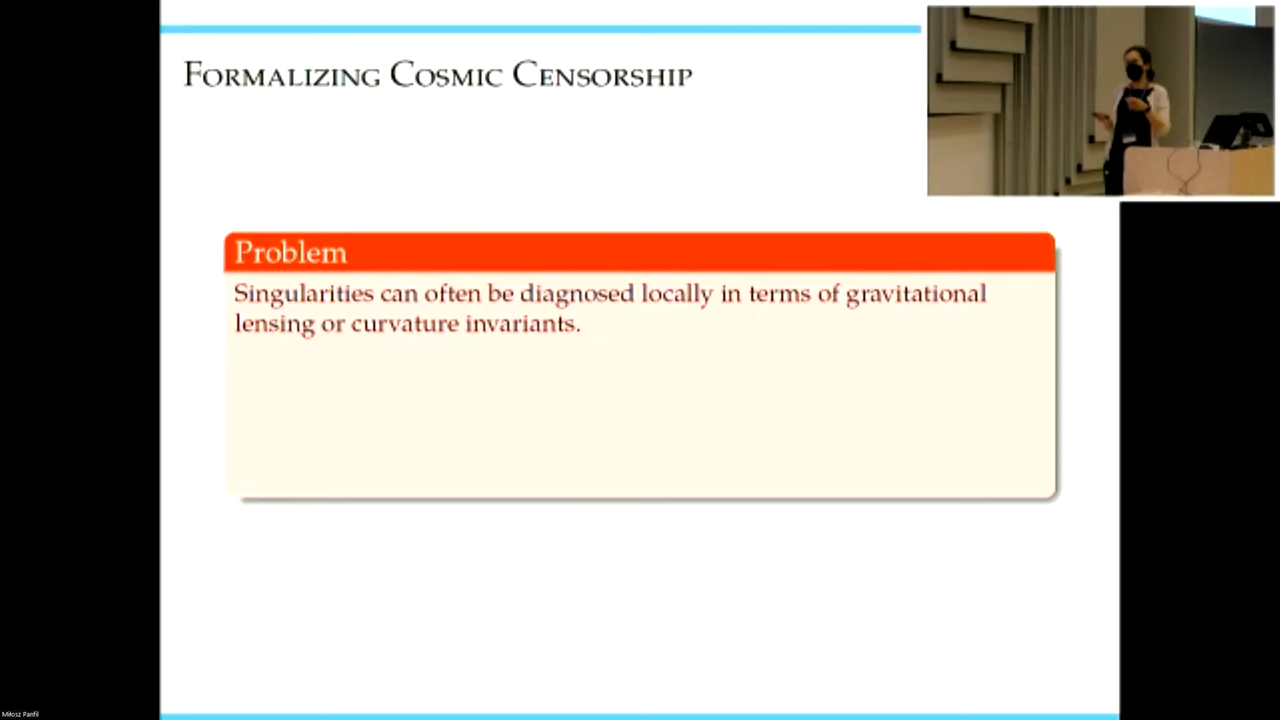 FORMALIZING COSMIC CENSORSHIP
Problem
Singularities can often be diagnosed locally in terms of gravitational
lensing or curvature invariants.
Miłosz Panfil